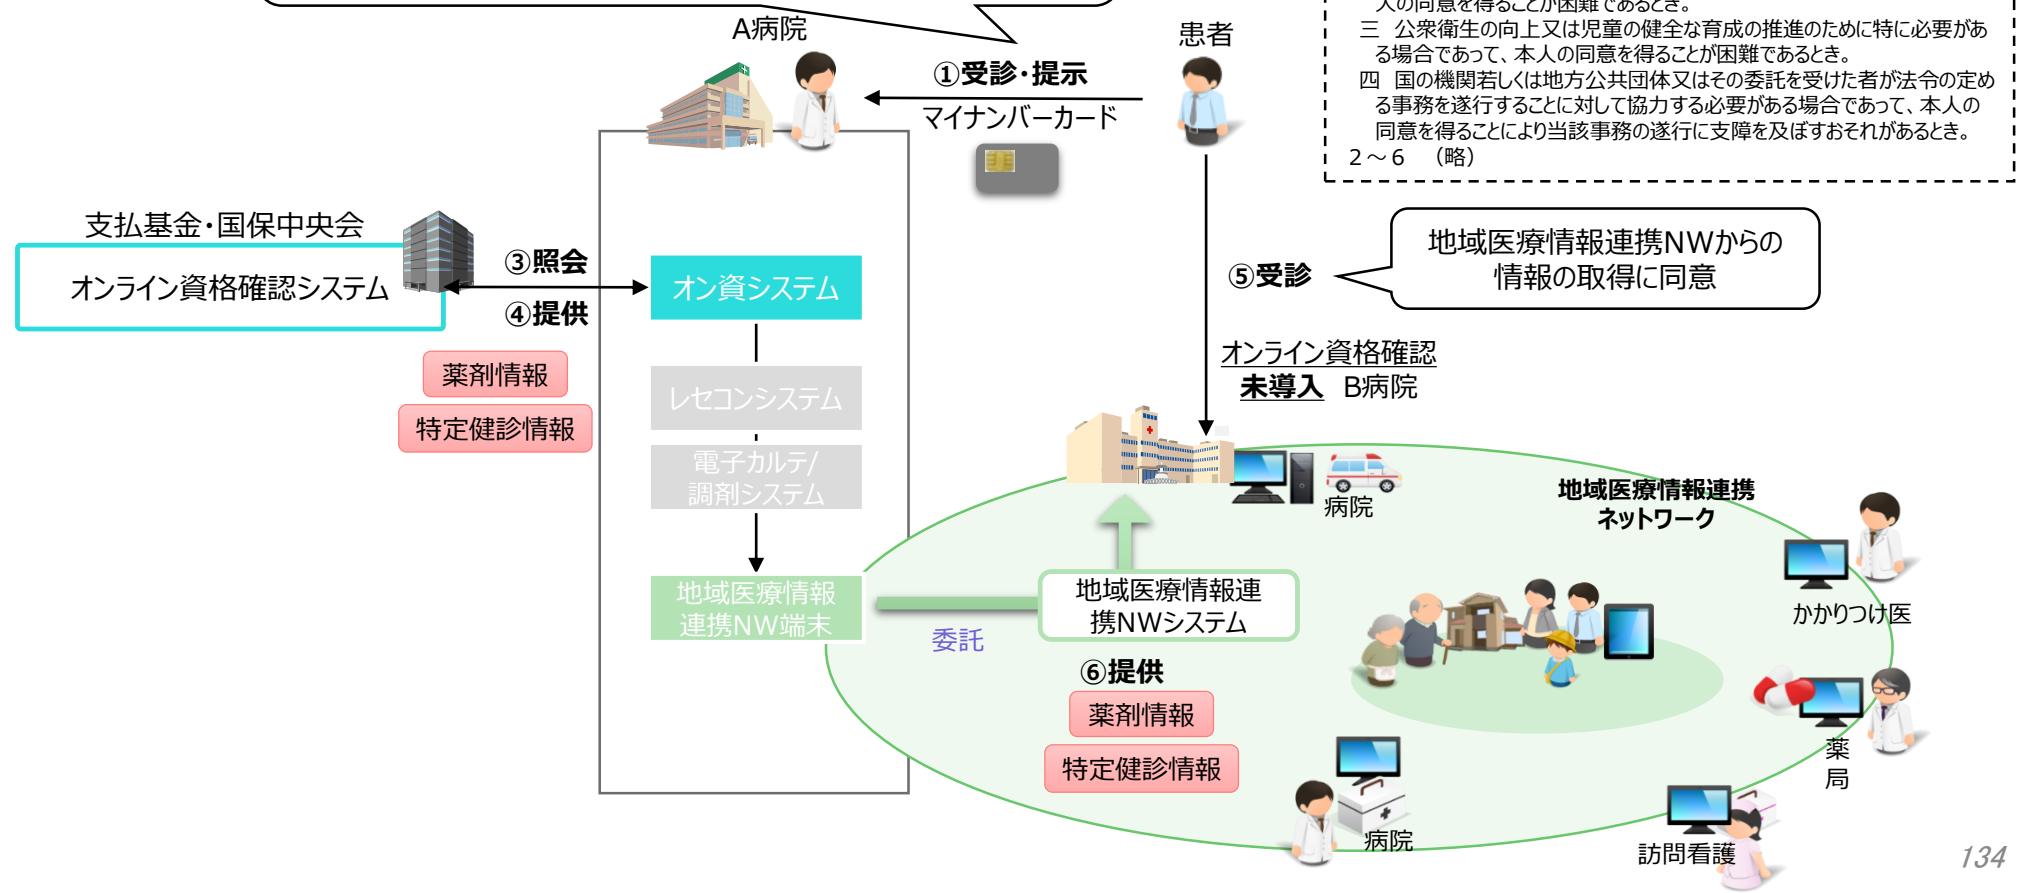 人の同意を得ることが困難であるとき。
三　公衆衛生の向上又は児童の健全な育成の推進のために特に必要があ
る場合であって、本人の同意を得ることが困難であるとき。
四　国の機関若しくは地方公共団体又はその委託を受けた者が法令の定め
る事務を遂行することに対して協力する必要がある場合であって、本人の
同意を得ることにより当該事務の遂行に支障を及ぼすおそれがあるとき。
２～６　（略）
A病院
患者
①受診・提示
マイナンバーカード
支払基金・国保中央会
オンライン資格確認システム
③照会
④提供
薬剤情報
特定健診情報
オン資システム
レセコンシステム
電子カルテ/
調剤システム
地域医療情報
連携NW端末
委託
⑤受診
地域医療情報連携NWからの
情報の取得に同意
オンライン資格確認
未導入 B病院
病院
地域医療情報連携
ネットワーク
地域医療情報連
携NWシステム
⑥提供
薬剤情報
特定健診情報
かかりつけ医
薬
局
訪問看護
病院
134